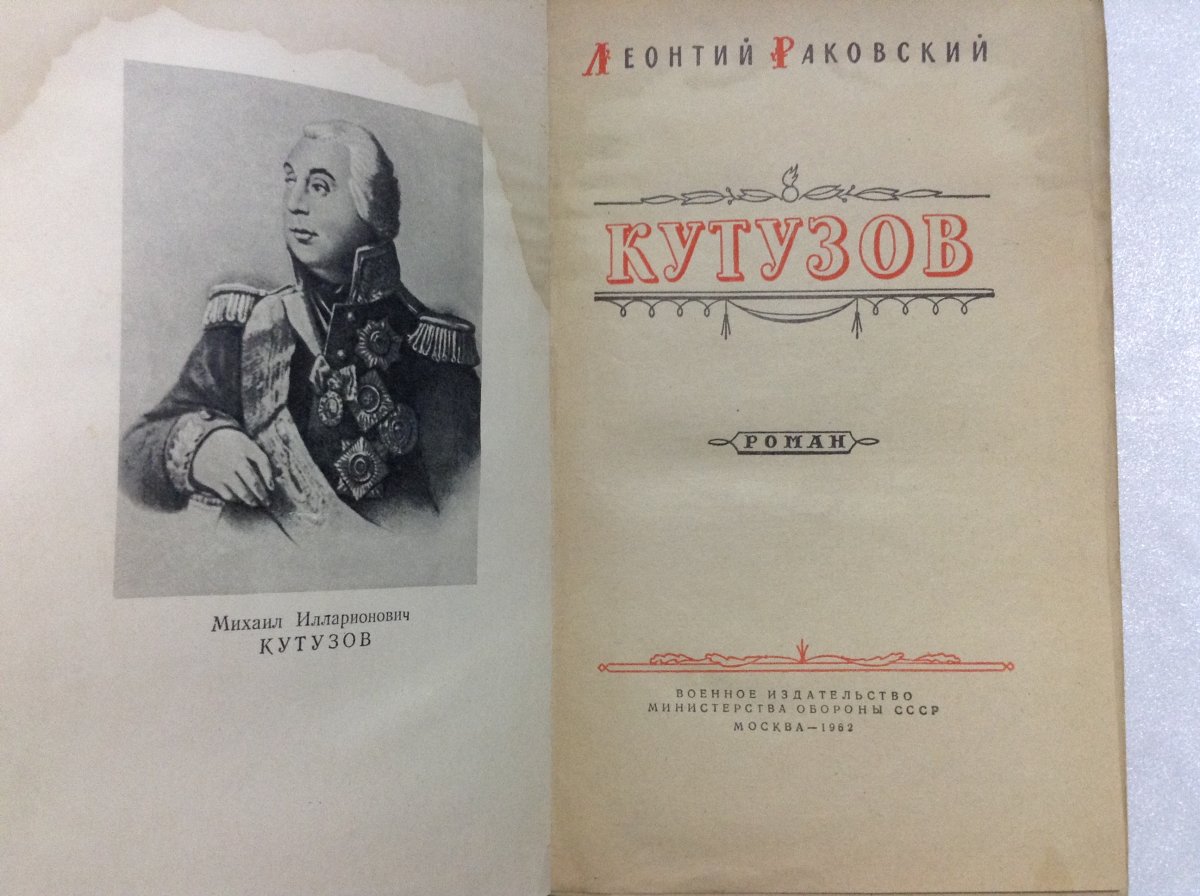 Михаил Илларионович
КУТУЗОВ
ЛЕОНТИЙ РАКОВСКИЙ
КУТУЗОВ
РОМАН
ВОЕННОЕ ИЗДАТЕЛЬСТВО
МИНИСТЕРСТВА ОБОРОНЫ СССР
МОСКВА—1962